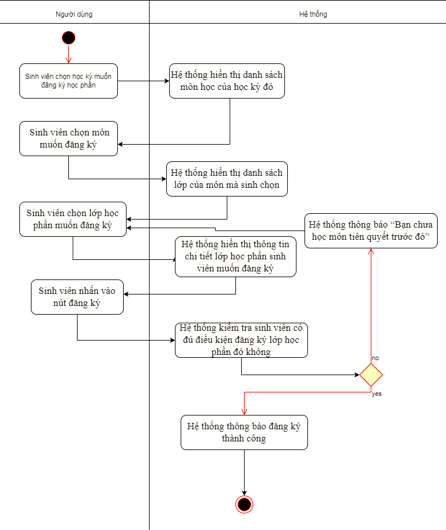 Người dùng
Hệ thống
Sinh viên chọn học kỳ muốn
đăng ký học phần
Hệ thống hiển thị danh sách
môn học của học kỳ đó
Sinh viên chọn môn
muốn đăng ký
Hệ thống hiển thị danh sách
lớp của môn mà sinh chọn
Sinh viên chọn lớp học
phần muốn đăng ký
Hệ thống thông báo “Bạn chưa
học môn tiên quyết trước đó”
Hệ thống hiển thị thông tin
chi tiết lớp học phần sinh
viên muốn đăng ký
Sinh viên nhấn vào
nút đăng ký
Hệ thống kiểm tra sinh viên có
đủ điều kiện đăng ký lớp học
phần đó không
no
yes
Hệ thống thông báo đăng ký
thành công